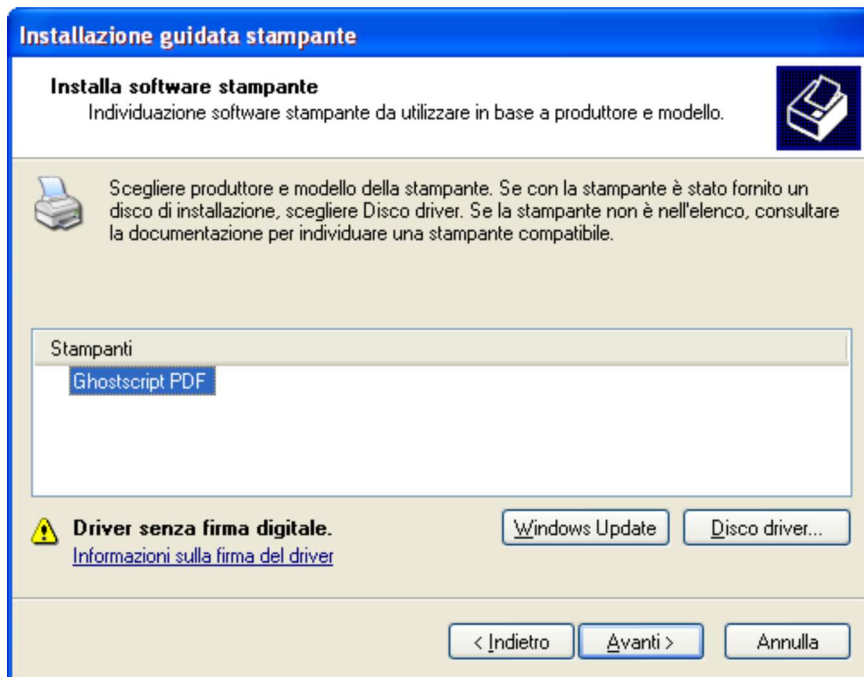 Installazione guidata stampante
Installa software stampante
Individuazione software stampante da utilizzare in base a produttore e modello.
Scegliere produttore e modello della stampante. Se con la stampante è stato fornito un
disco di installazione, scegliere Disco driver. Se la stampante non è nell'elenco, consultare
la documentazione per individuare una stampante compatibile.
Stampanti
Ghostscript PDF
Driver senza firma digitale.
Windows Update
Disco driver...
Informazioni sulla firma del driver
< Indietro
Avanti >
Annulla